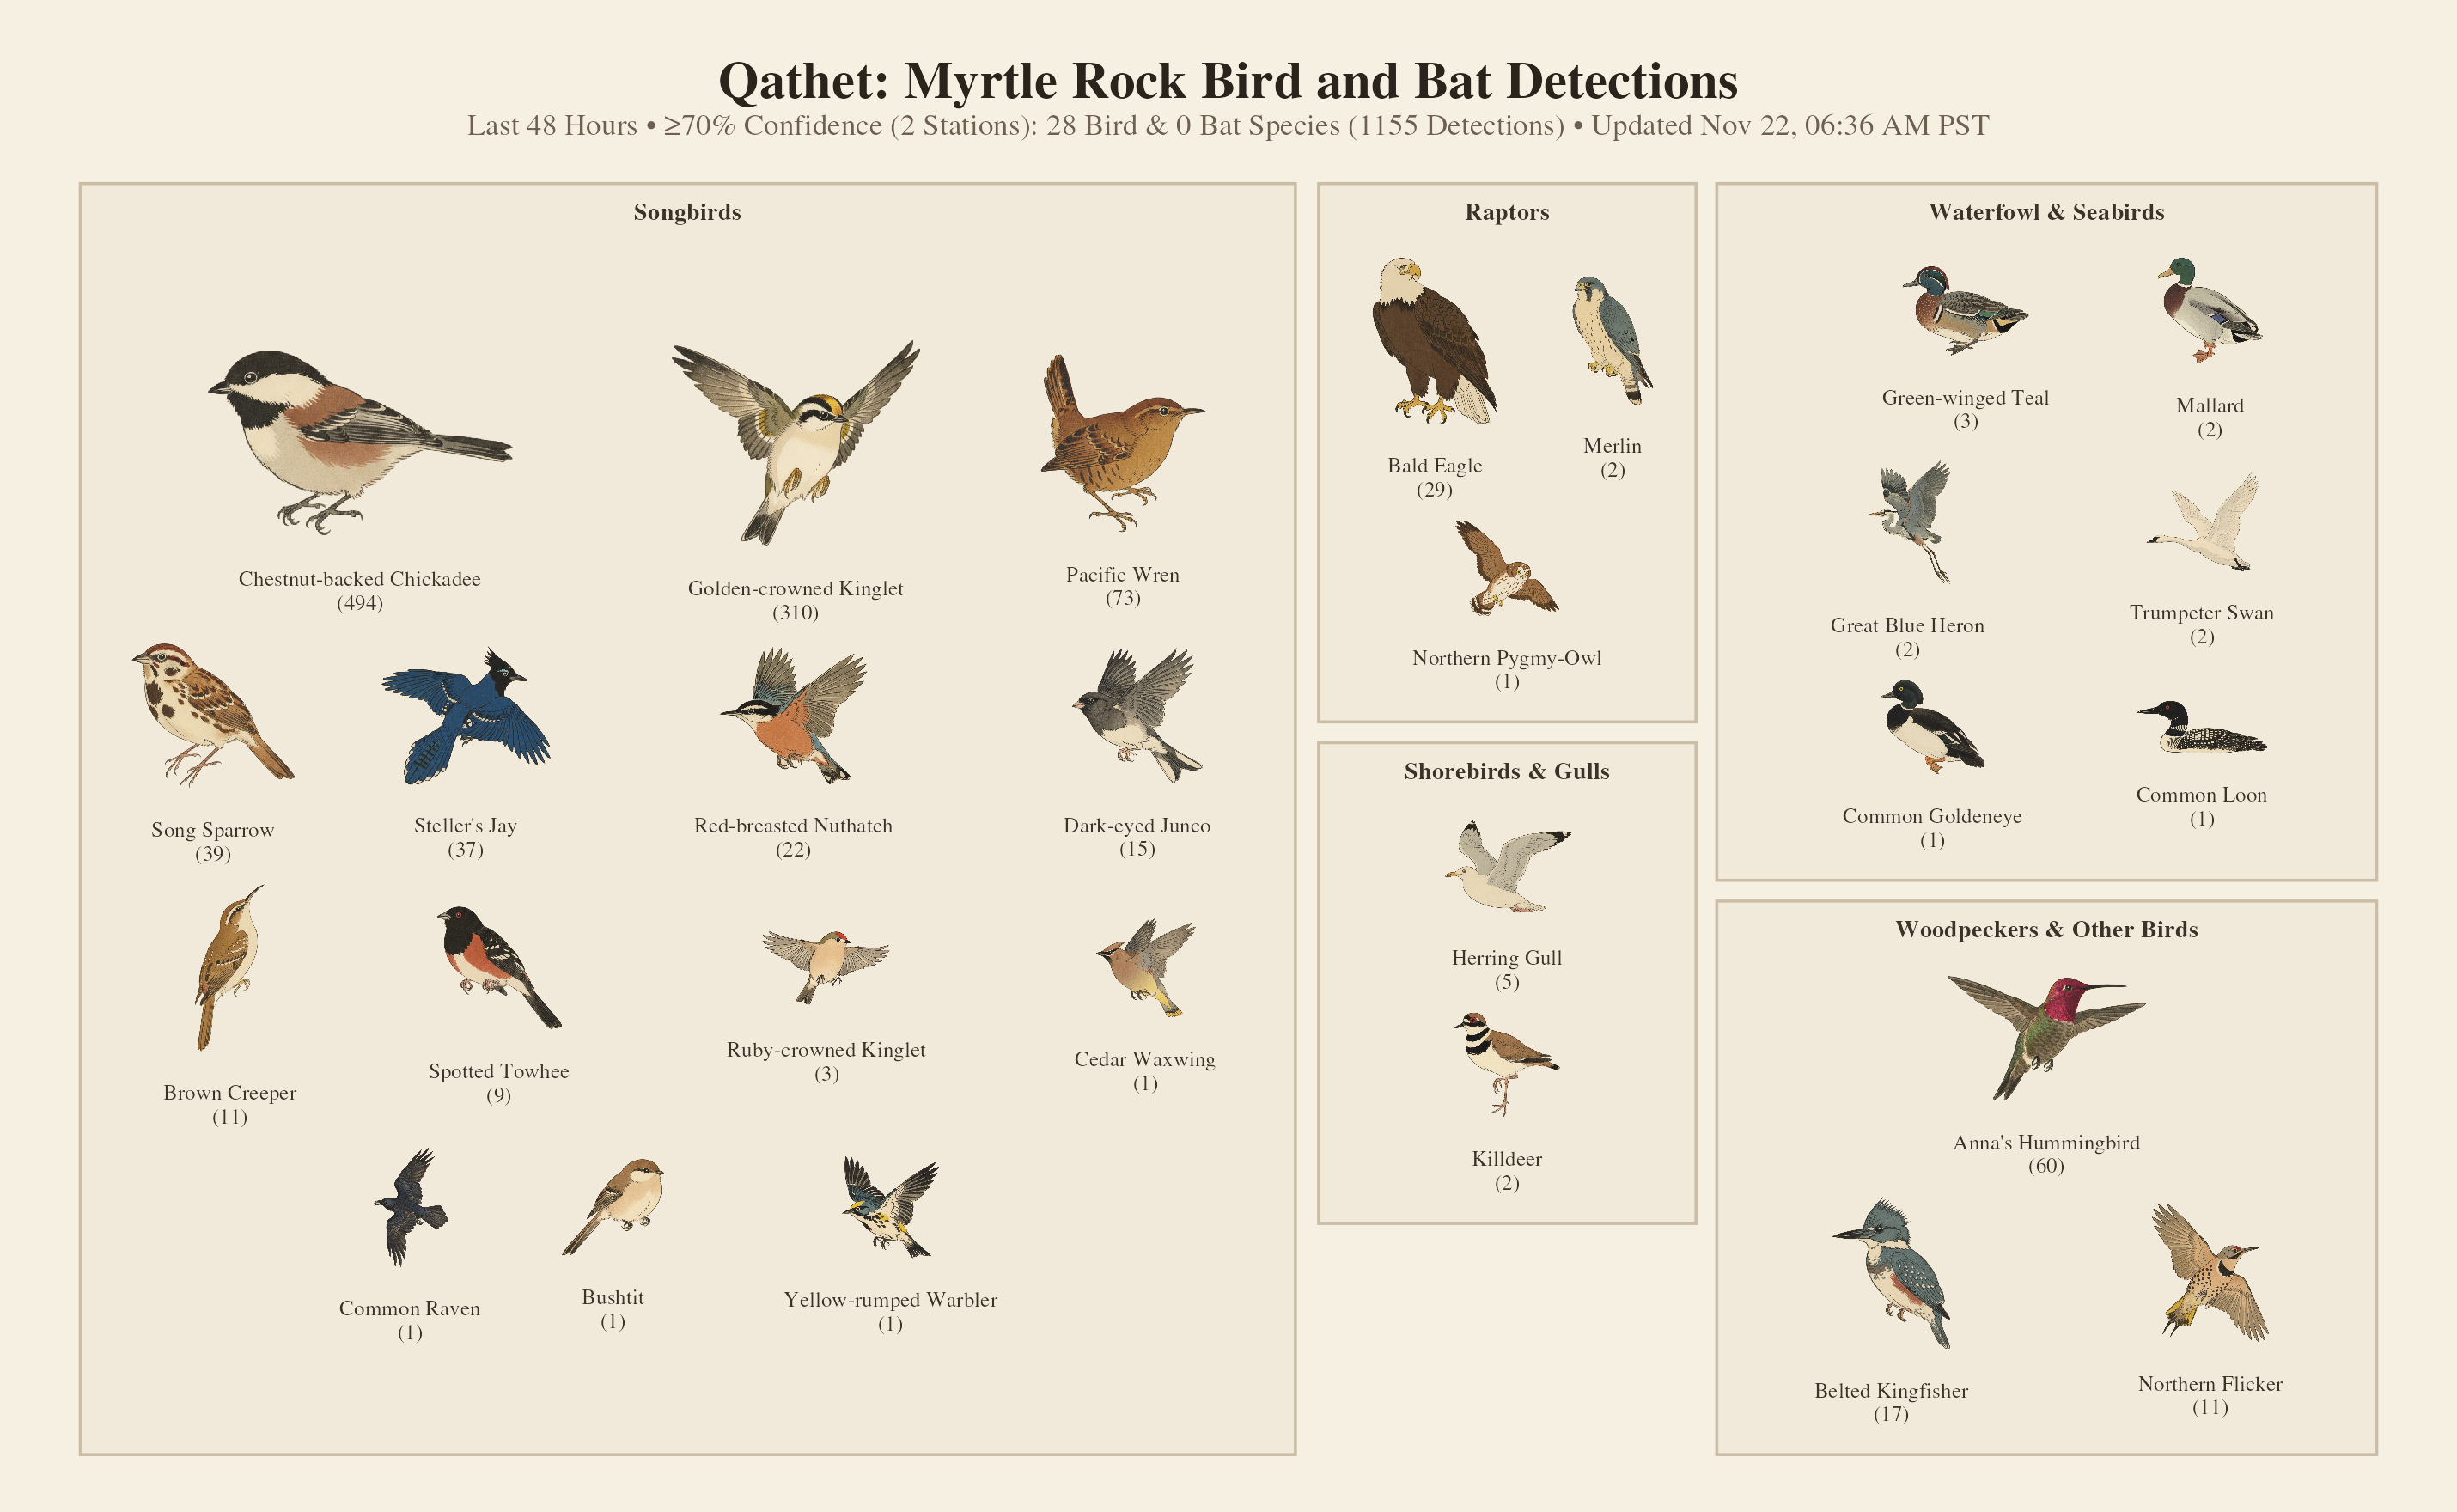 Qathet: Myrtle Rock Bird and Bat Detections
Last 48 Hours • ≥70% Confidence (2 Stations): 28 Bird & 0 Bat Species (1155 Detections) • Updated Nov 22, 06:36 AM PST
Songbirds
Chestnut-backed Chickadee
(494)
Golden-crowned Kinglet
(310)
Pacific Wren
(73)
Song Sparrow
(39)
Steller's Jay
(37)
Red-breasted Nuthatch
(22)
Dark-eyed Junco
(15)
Brown Creeper
(11)
Spotted Towhee
(9)
Ruby-crowned Kinglet
(3)
Cedar Waxwing
(1)
Common Raven
(1)
Bushtit
(1)
Yellow-rumped Warbler
(1)
Raptors
Bald Eagle
(29)
Merlin
(2)
Northern Pygmy-Owl
(1)
Shorebirds & Gulls
Herring Gull
(5)
Killdeer
(2)
Waterfowl & Seabirds
Green-winged Teal
(3)
Mallard
(2)
Great Blue Heron
(2)
Trumpeter Swan
(2)
Common Goldeneye
(1)
Common Loon
(1)
Woodpeckers & Other Birds
Anna's Hummingbird
(60)
Belted Kingfisher
(17)
Northern Flicker
(11)